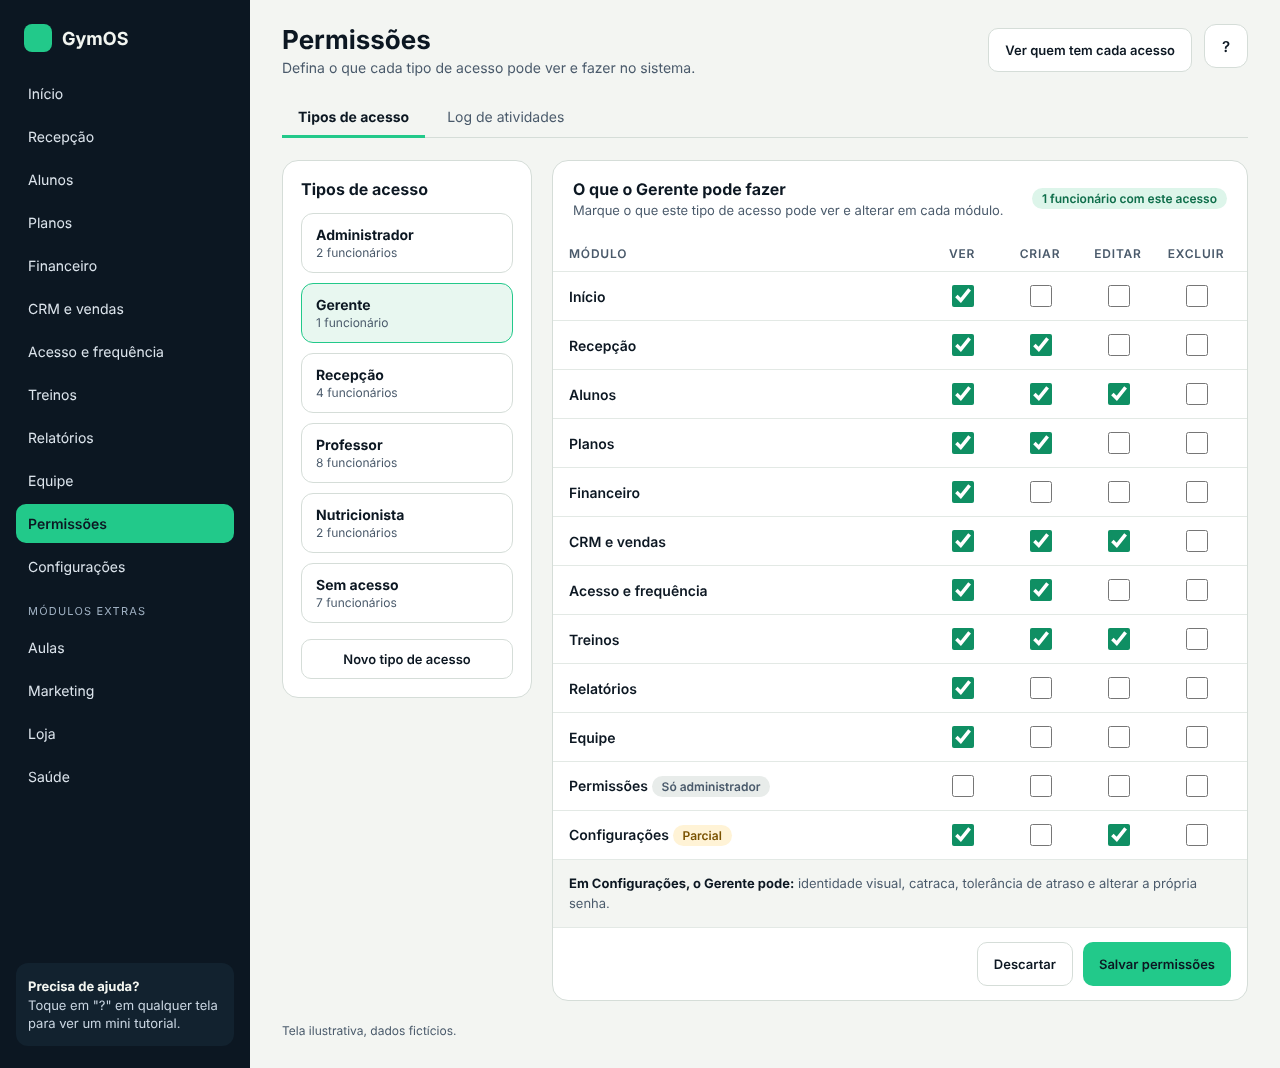 GymOS
Início
Recepção
Alunos
Planos
Financeiro
CRM e vendas
Acesso e frequência
Treinos
Relatórios
Equipe
Permissões
Configurações
MÓDULOS EXTRAS
Aulas
Marketing
Loja
Saúde
Precisa de ajuda?
Toque em "?" em qualquer tela
para ver um mini tutorial.
Permissões
Defina o que cada tipo de acesso pode ver e fazer no sistema.
Ver quem tem cada acesso
?
Tipos de acesso
Log de atividades
Tipos de acesso
Administrador
2 funcionários
Gerente
1 funcionário
Recepção
4 funcionários
Professor
8 funcionários
Nutricionista
2 funcionários
Sem acesso
7 funcionários
Novo tipo de acesso
O que o Gerente pode fazer
Marque o que este tipo de acesso pode ver e alterar em cada módulo.
1 funcionário com este acesso
MÓDULO VER CRIAR EDITAR EXCLUIR
Início
Recepção
Alunos
Planos
Financeiro
CRM e vendas
Acesso e frequência
Treinos
Relatórios
Equipe
Permissões Só administrador
Configurações Parcial
Em Configurações, o Gerente pode: identidade visual, catraca, tolerância de atraso e alterar a própria
senha.
Descartar
Salvar permissões
Tela ilustrativa, dados fictícios.